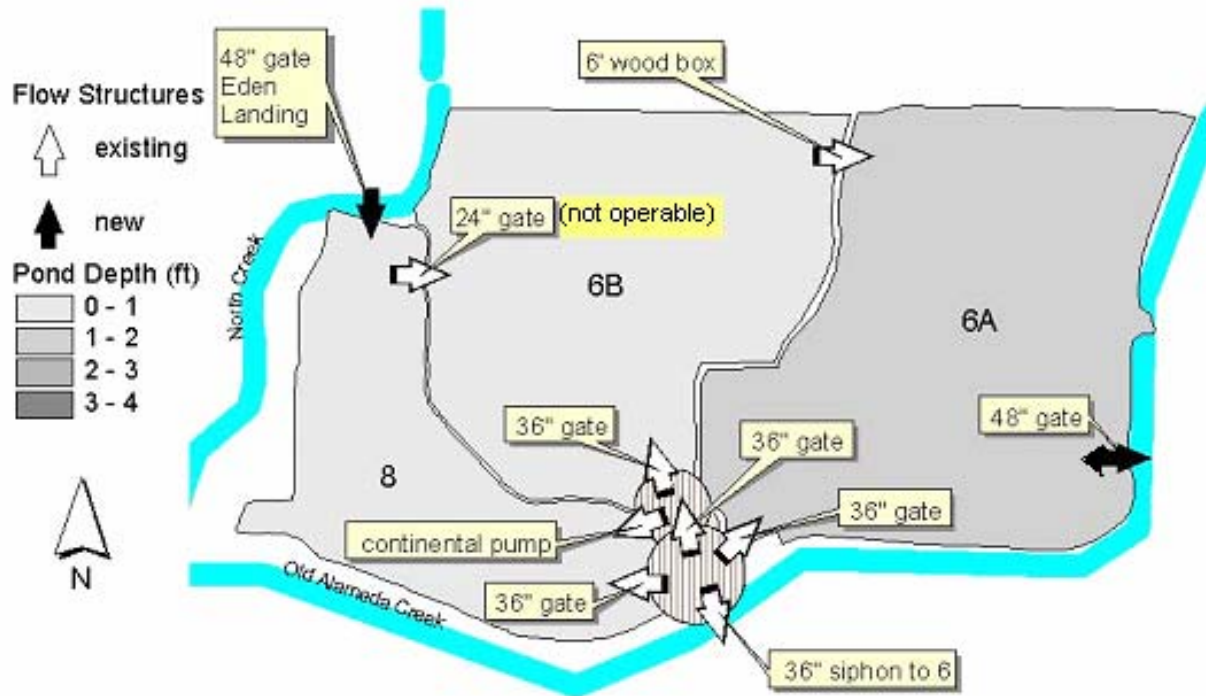 48" gate
Eden
Landing
6' wood box
Flow Structures
existing
new
24" gate
(not operable)
Pond Depth (ft)
0 - 1
1 - 2
2 - 3
3 - 4
North Creek
6B
6A
36" gate
36" gate
48" gate
8
36" gate
continental pump
Old Alameda Creek
36" gate
N
36" siphon to 6